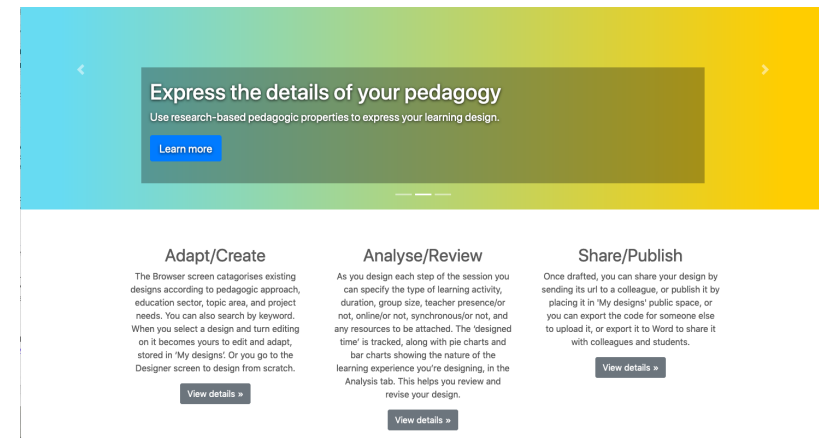 Express the details of your pedagogy
Use research-based pedagogic properties to express your learning design.
Learn more
Adapt/Create
The Browser screen catagorises existing
designs according to pedagogic approach,
education sector, topic area, and project
needs. You can also search by keyword.
When you select a design and turn editing
on it becomes yours to edit and adapt,
stored in 'My designs'. Or you go to the
Designer screen to design from scratch.
View details »
Analyse/Review
As you design each step of the session you
can specify the type of learning activity,
duration, group size, teacher presence/or
not, online/or not, synchronous/or not, and
any resources to be attached. The 'designed
time' is tracked, along with pie charts and
bar charts showing the nature of the
learning experience you're designing, in the
Analysis tab. This helps you review and
revise your design.
View details »
Share/Publish
Once drafted, you can share your design by
sending its url to a colleague, or publish it by
placing it in 'My designs' public space, or
you can export the code for someone else
to upload it, or export it to Word to share it
with colleagues and students.
View details »